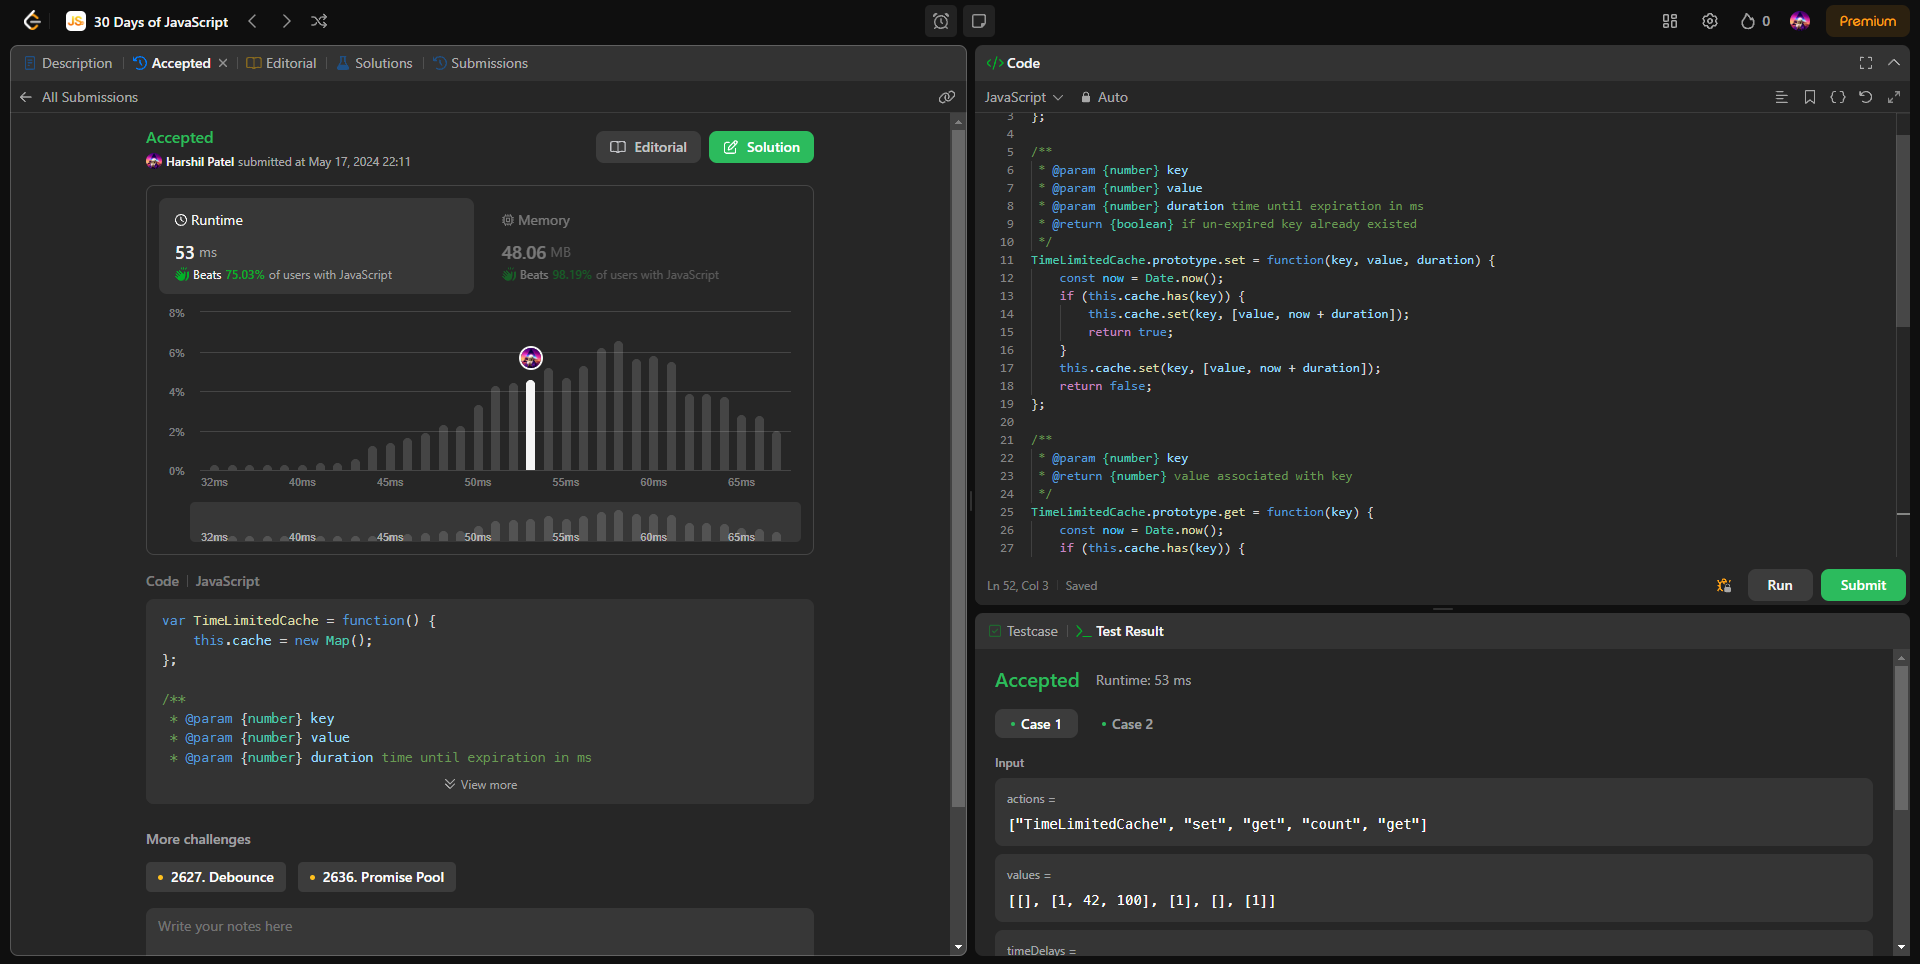 30 Days of JavaScript
0
Premium
Description
Accepted
Editorial
Solutions
Submissions
All Submissions
Accepted
Harshil Patel submitted at May 17, 2024 22:11
Editorial
Solution
Runtime
53 ms
Beats 75.03% of users with JavaScript
Memory
48.06 MB
Beats 98.19% of users with JavaScript
8%
6%
4%
2%
0%
32ms 40ms 45ms 50ms 55ms 60ms 65ms
32ms 40ms 45ms 50ms 55ms 60ms 65ms
Code | JavaScript
var TimeLimitedCache = function() {
    this.cache = new Map();
};
/**
 * @param {number} key
 * @param {number} value
 * @param {number} duration time until expiration in ms
View more
More challenges
2627. Debounce
2636. Promise Pool
Write your notes here
</> Code
JavaScript
Auto
3 };
4
5 /**
6  * @param {number} key
7  * @param {number} value
8  * @param {number} duration time until expiration in ms
9  * @return {boolean} if un-expired key already existed
10  */
11 TimeLimitedCache.prototype.set = function(key, value, duration) {
12     const now = Date.now();
13     if (this.cache.has(key)) {
14         this.cache.set(key, [value, now + duration]);
15         return true;
16     }
17     this.cache.set(key, [value, now + duration]);
18     return false;
19 };
20
21 /**
22  * @param {number} key
23  * @return {number} value associated with key
24  */
25 TimeLimitedCache.prototype.get = function(key) {
26     const now = Date.now();
27     if (this.cache.has(key)) {
Ln 52, Col 3 | Saved
Run
Submit
Testcase
Test Result
Accepted
Runtime: 53 ms
Case 1
Case 2
Input
actions =
["TimeLimitedCache", "set", "get", "count", "get"]
values =
[[], [1, 42, 100], [1], [], [1]]
timeDelays =